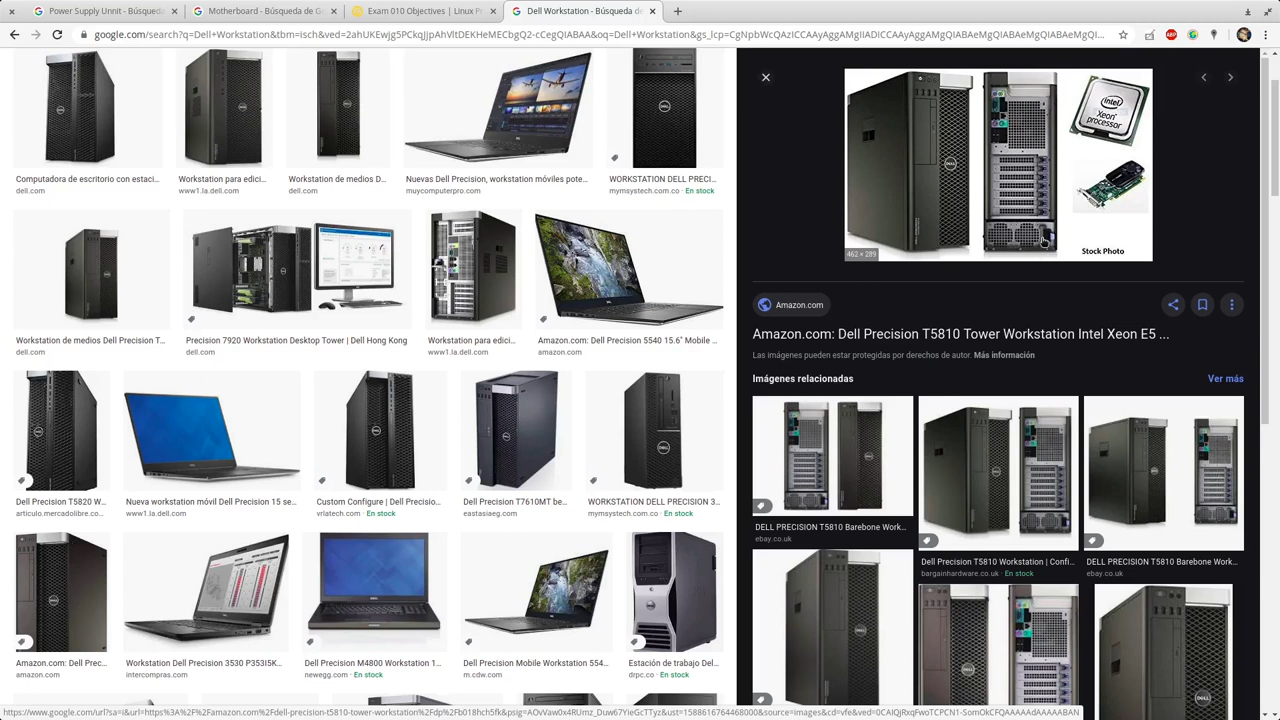 Power Supply Unnit - Búsqueda
Motherboard - Búsqueda de G
Exam 010 Objectives | Linux Pr
Dell Workstation - Búsqueda de
google.com/search?q=Dell+Workstation&tbm=isch&ved=2ahUKEwjg5PCkqJjpAhVltDEKHeMECbgQ2-cCegQIABAA&oq=Dell+Workstation&gs_lcp=CgNpbWcQAzICCAAyAggAMgIIADICCAAyAggAMgQIABAeMgQIABAeMgQIABAeMgQIABAeMgQIABAeM...
Computadora de escritorio con estaci...
dell.com
Workstation para edici...
www1.la.dell.com
Workstation de medios D...
dell.com
Nuevas Dell Precision, workstation móviles pote...
muycomputerpro.com
WORKSTATION DELL PRECI...
mymsystech.com.co · En stock
Workstation de medios Dell Precision T...
dell.com
Precision 7920 Workstation Desktop Tower | Dell Hong Kong
dell.com
Workstation para edici...
www1.la.dell.com
Amazon.com: Dell Precision 5540 15.6" Mobile ...
amazon.com
Dell Precision T5820 W...
articulo.mercadolibre.co...
Nueva workstation móvil Dell Precision 15 se...
www1.la.dell.com
Custom Configure | Dell Precisio...
vrlatech.com · En stock
Dell Precision T7610MT be...
eastasiaeg.com
WORKSTATION DELL PRECISION 3...
mymsystech.com.co · En stock
Amazon.com: Dell Prec...
amazon.com
Workstation Dell Precision 3530 P353I5K...
intercompras.com
Dell Precision M4800 Workstation 1...
newegg.com · En stock
Dell Precision Mobile Workstation 554...
m.cdw.com
Estación de trabajo Del...
drpc.co · En stock
intel
Xeon
processor
Stock Photo
462 × 289
Amazon.com
Amazon.com: Dell Precision T5810 Tower Workstation Intel Xeon E5 ...
Las imágenes pueden estar protegidas por derechos de autor. Más información
Imágenes relacionadas
Ver más
DELL PRECISION T5810 Barebone Work...
ebay.co.uk
Dell Precision T5810 Workstation | Confi...
bargainhardware.co.uk · En stock
DELL PRECISION T5810 Barebone Work...
ebay.co.uk